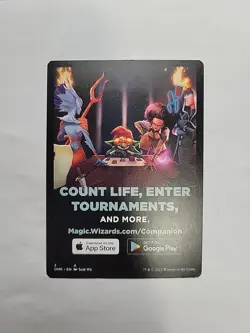 COUNT LIFE, ENTER
TOURNAMENTS,
AND MORE.
Magic.Wizards.com/Companion
App Store
Google Play